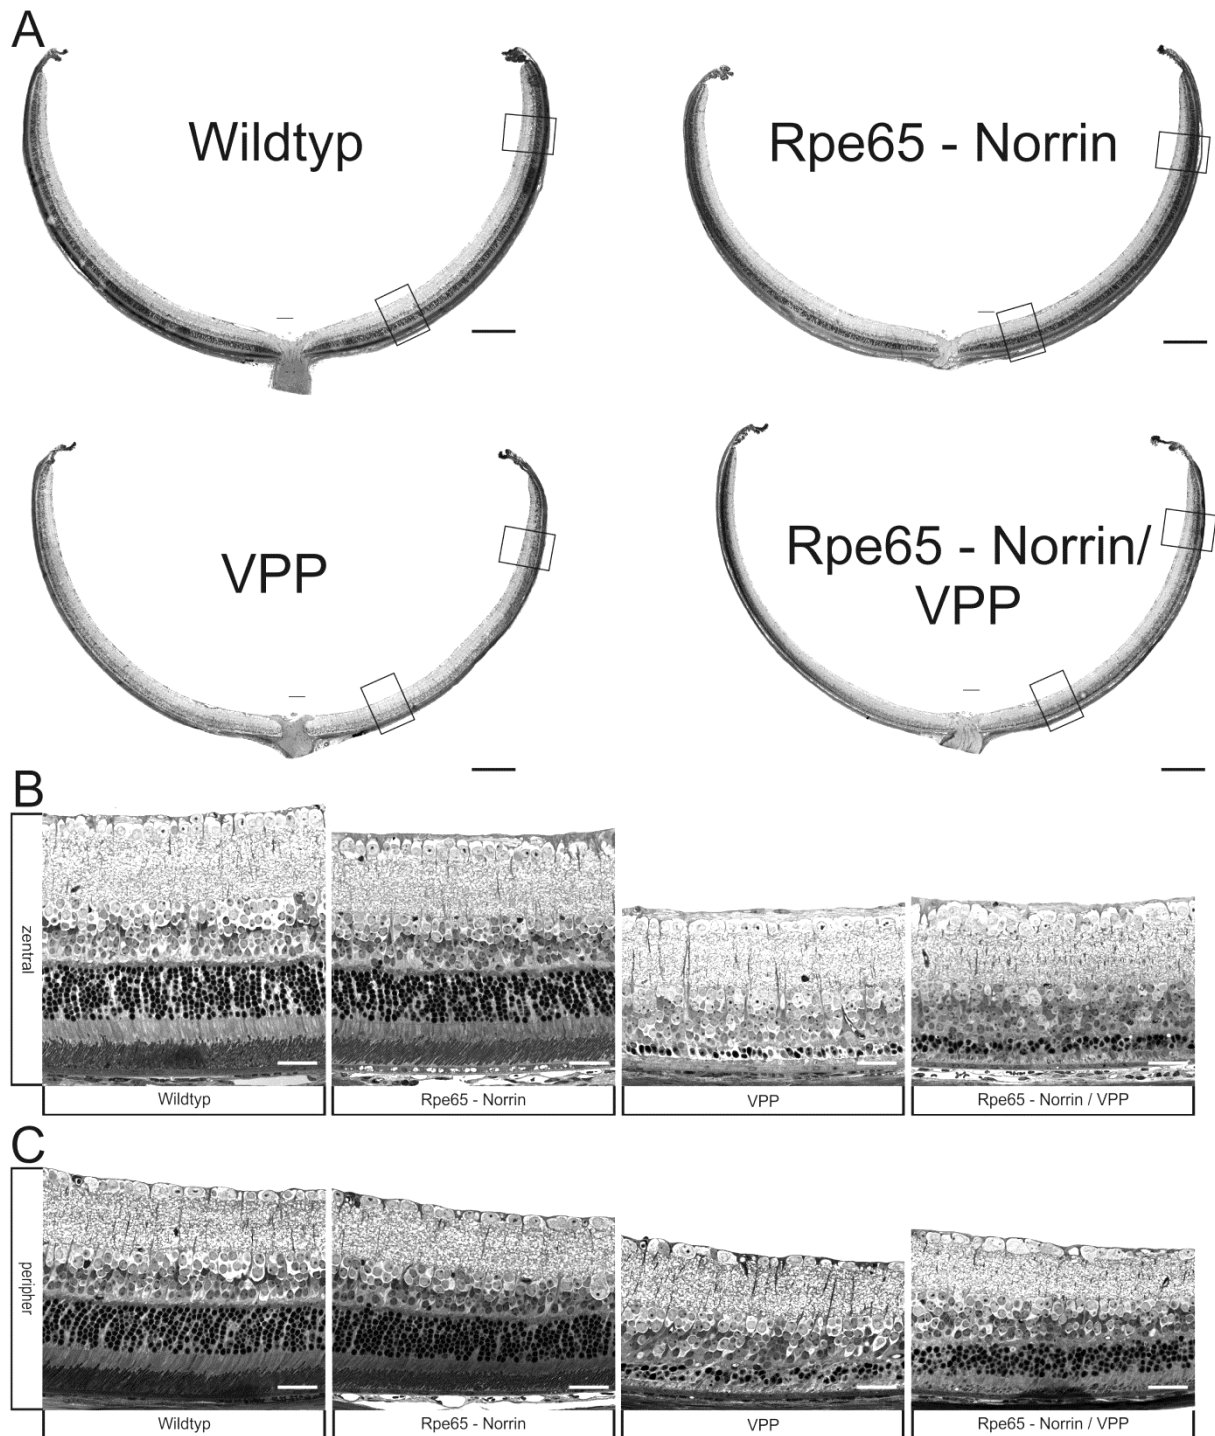 A
Wildtyp
Rpe65 - Norrin
VPP
Rpe65 - Norrin/
VPP
B
zentral
Wildtyp
Rpe65 - Norrin
VPP
Rpe65 - Norrin / VPP
C
peripher
Wildtyp
Rpe65 - Norrin
VPP
Rpe65 - Norrin / VPP